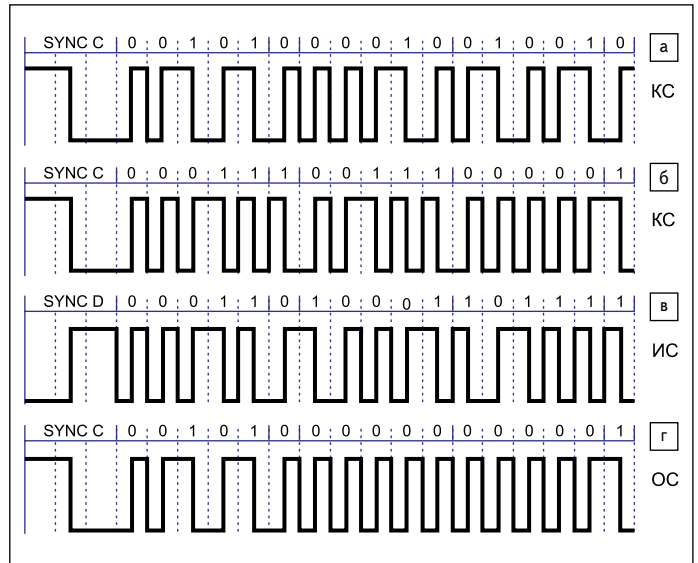 SYNC C 0 0 1 0 1 0 0 0 0 1 0 0 1 0 0 1 0 а
КС
SYNC C 0 0 0 1 1 1 0 0 1 1 1 0 0 0 0 0 1 б
КС
SYNC D 0 0 0 1 1 0 1 0 0 0 1 1 0 1 1 1 1 в
ИС
SYNC C 0 0 1 0 1 0 0 0 0 0 0 0 0 0 0 0 1 г
ОС